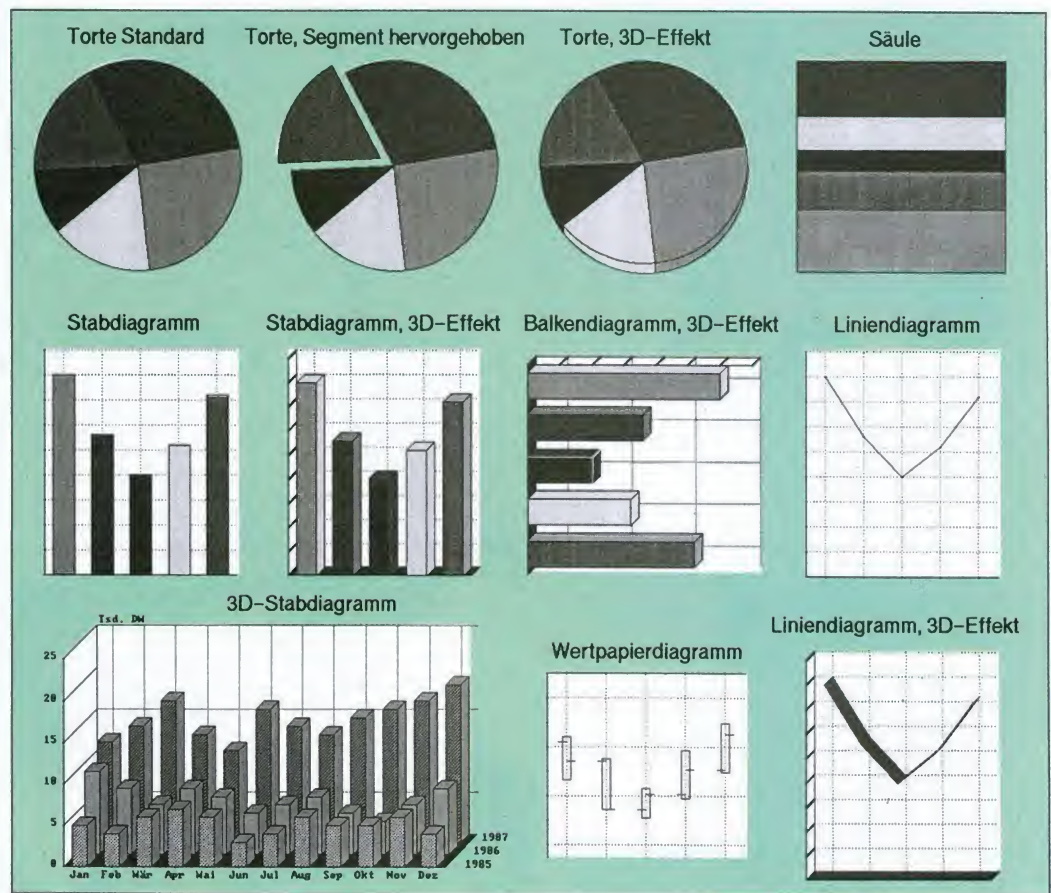 Torte Standard
Torte, Segment hervorgehoben
Torte, 3D-Effekt
Säule
Stabdiagramm
Stabdiagramm, 3D-Effekt
Balkendiagramm, 3D-Effekt
Liniendiagramm
3D-Stabdiagramm
Tsd. DM
25
20
15
10
5
0
Jan Feb Mär Apr Mai Jun Jul Aug Sep Okt Nov Dez
1987
1986
1985
Wertpapierdiagramm
Liniendiagramm, 3D-Effekt